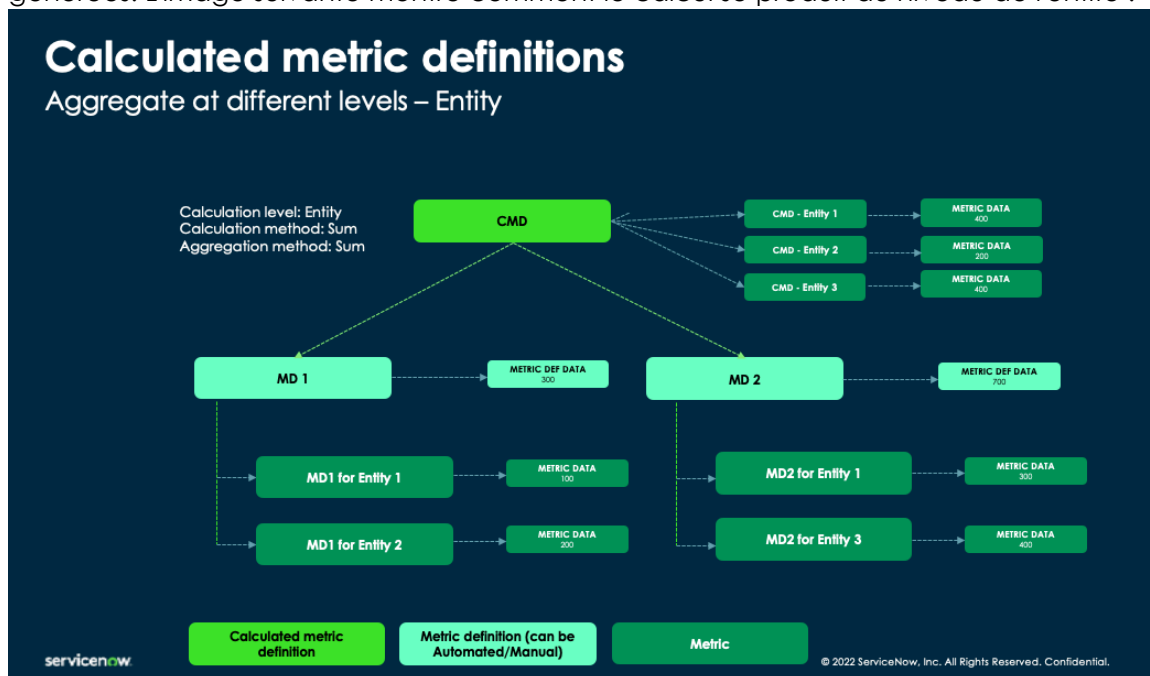 Calculated metric definitions
Aggregate at different levels – Entity
Calculation level: Entity
Calculation method: Sum
Aggregation method: Sum
CMD
CMD - Entity 1
METRIC DATA
400
CMD - Entity 2
METRIC DATA
200
CMD - Entity 3
METRIC DATA
400
MD 1
METRIC DEF DATA
300
MD 2
METRIC DEF DATA
700
MD1 for Entity 1
METRIC DATA
100
MD2 for Entity 1
METRIC DATA
300
MD1 for Entity 2
METRIC DATA
200
MD2 for Entity 3
METRIC DATA
400
Calculated metric
definition
Metric definition (can be
Automated/Manual)
Metric
servicenow
© 2022 ServiceNow, Inc. All Rights Reserved. Confidential.